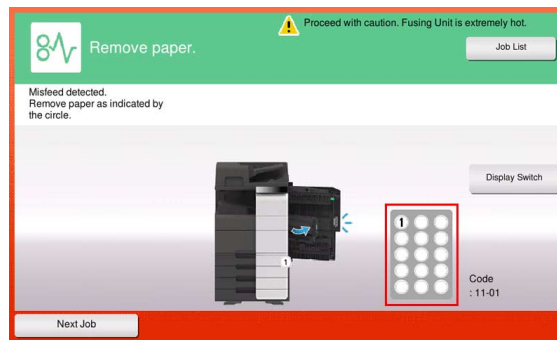 Proceed with caution. Fusing Unit is extremely hot.
Remove paper.
Job List
Misfeed detected.
Remove paper as indicated by
the circle.
Display Switch
1
1
Code
: 11-01
Next Job